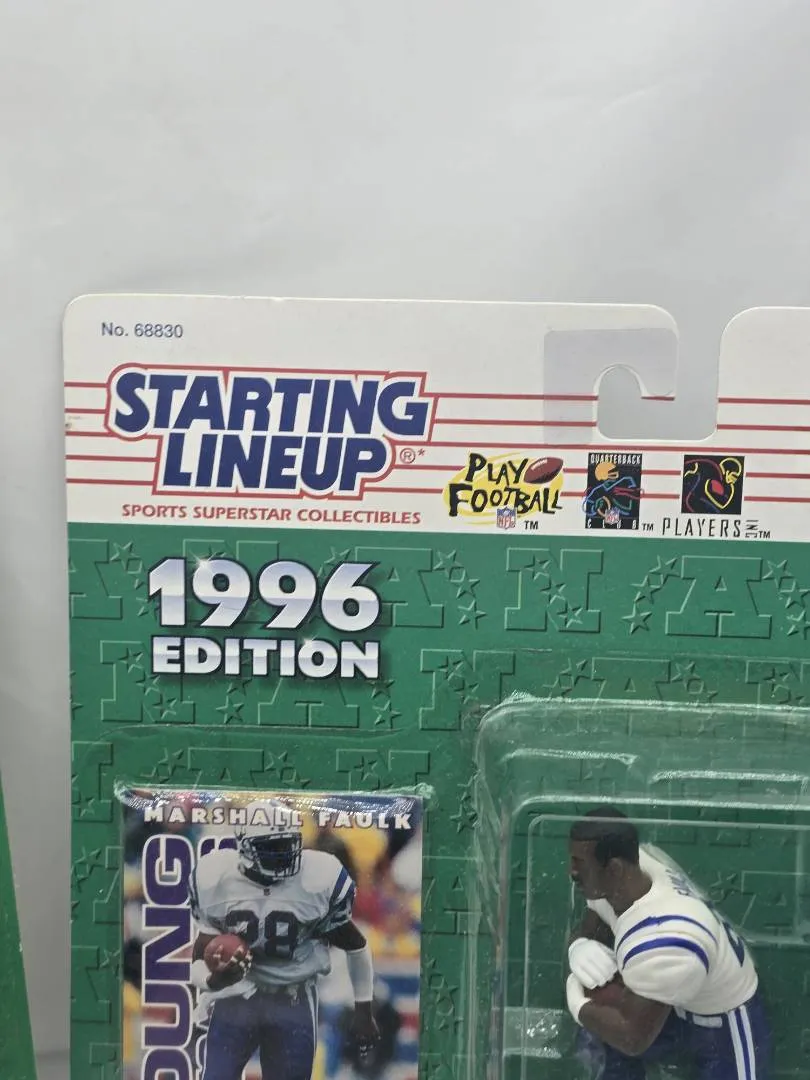 No. 68830
STARTING
LINEUP®*
SPORTS SUPERSTAR COLLECTIBLES
PLAY
FOOTBALL
NFL
TM
QUARTERBACK
CLUB TM
PLAYERS INC TM
1996
EDITION
MARSHALL FAULK
28